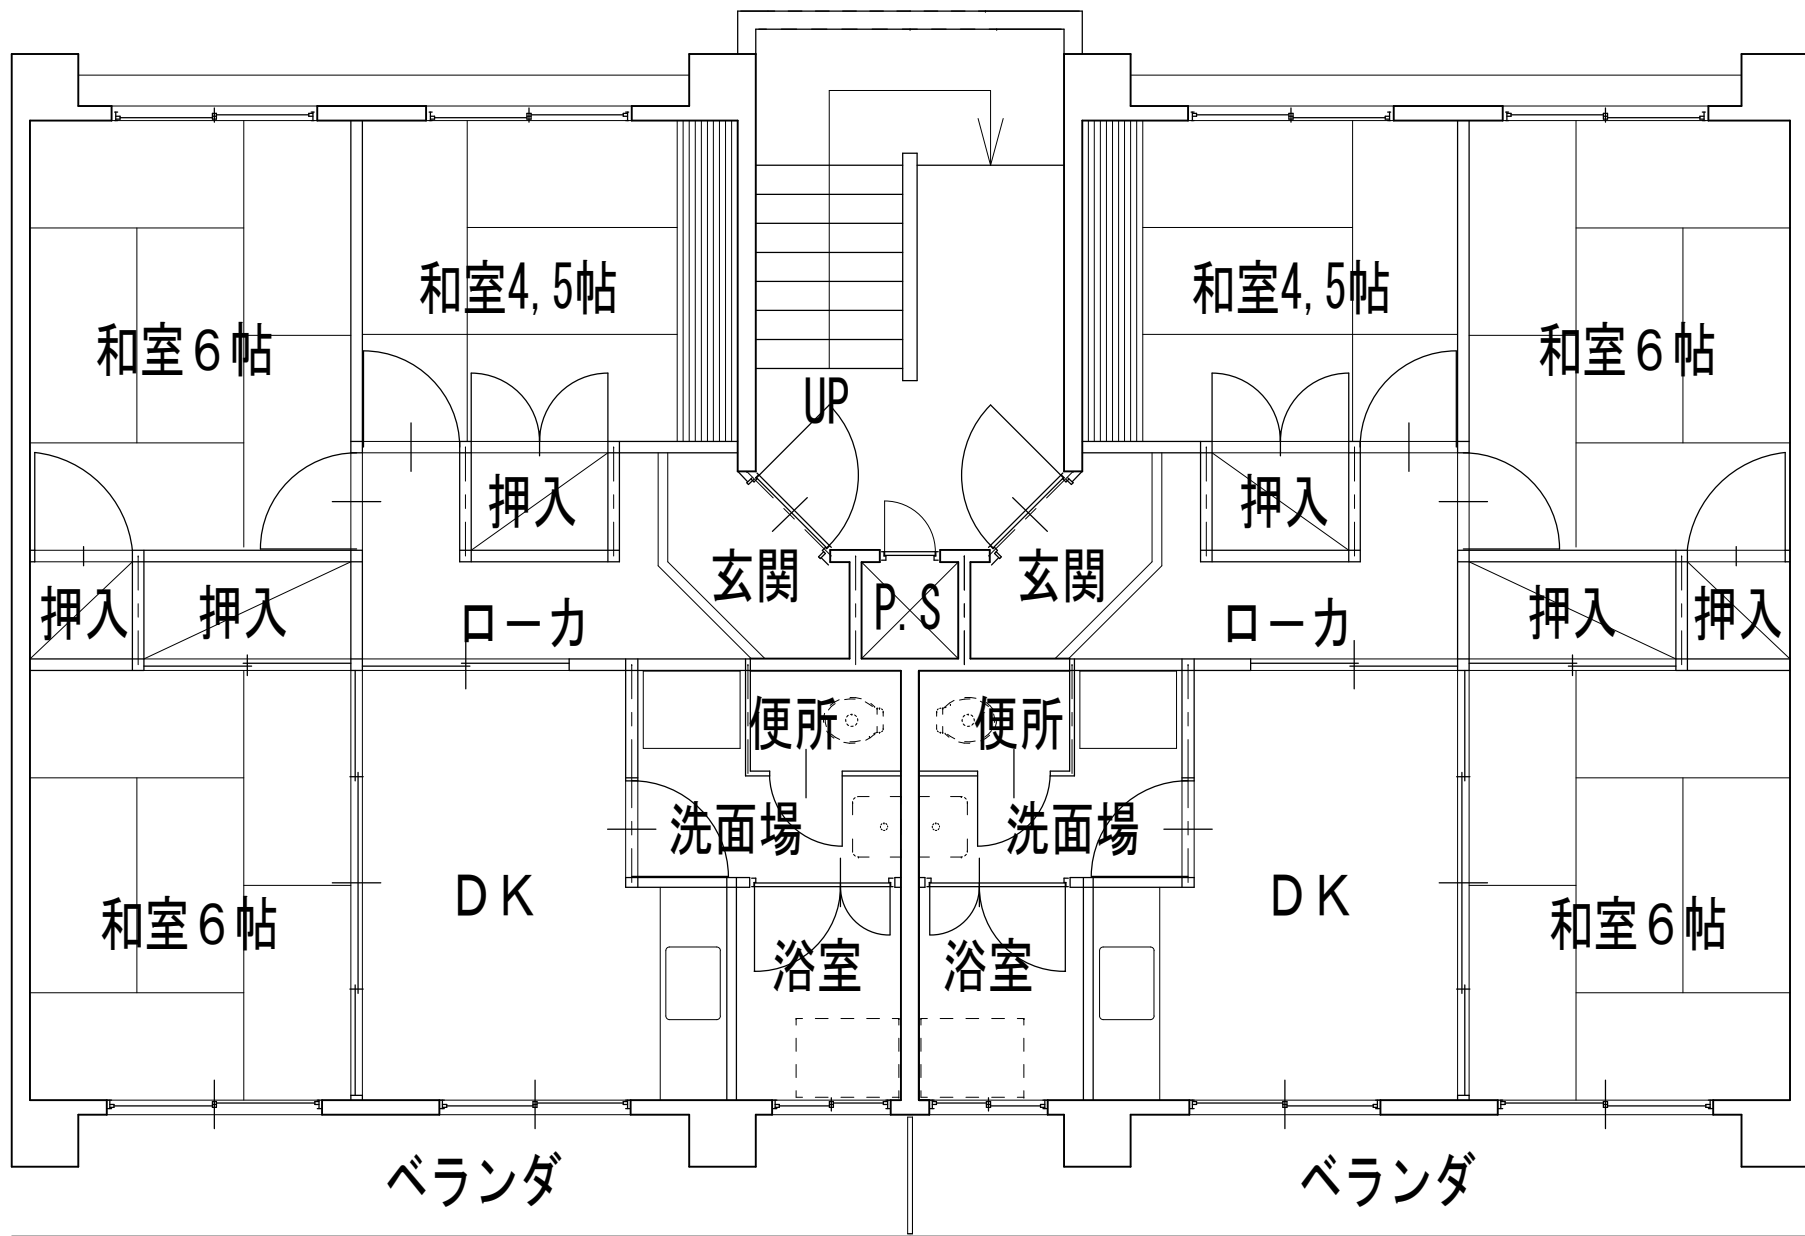 和室4,5帖
和室4,5帖
和室６帖
和室６帖
UP
押入
押入
玄関
玄関
押入
押入
ローカ
P.S
ローカ
押入
押入
便所
便所
洗面場
洗面場
和室６帖
ＤＫ
ＤＫ
和室６帖
浴室
浴室
ベランダ
ベランダ